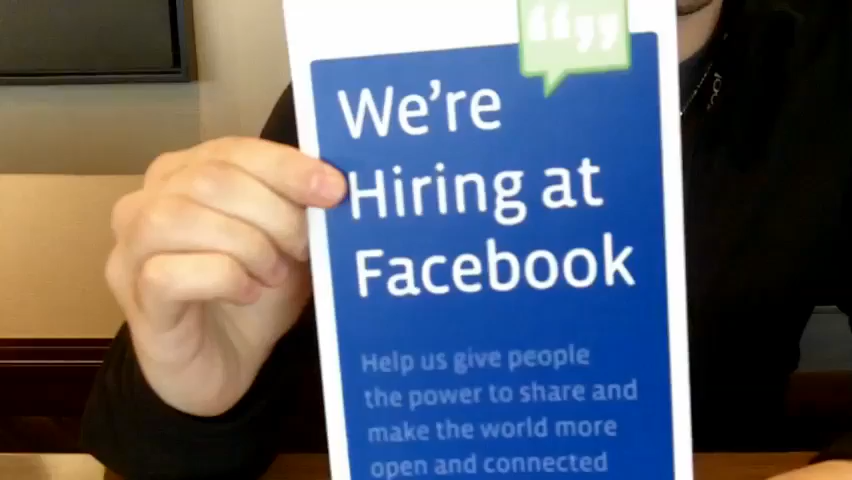 We're
Hiring at
Facebook
Help us give people
the power to share and
make the world more
open and connected